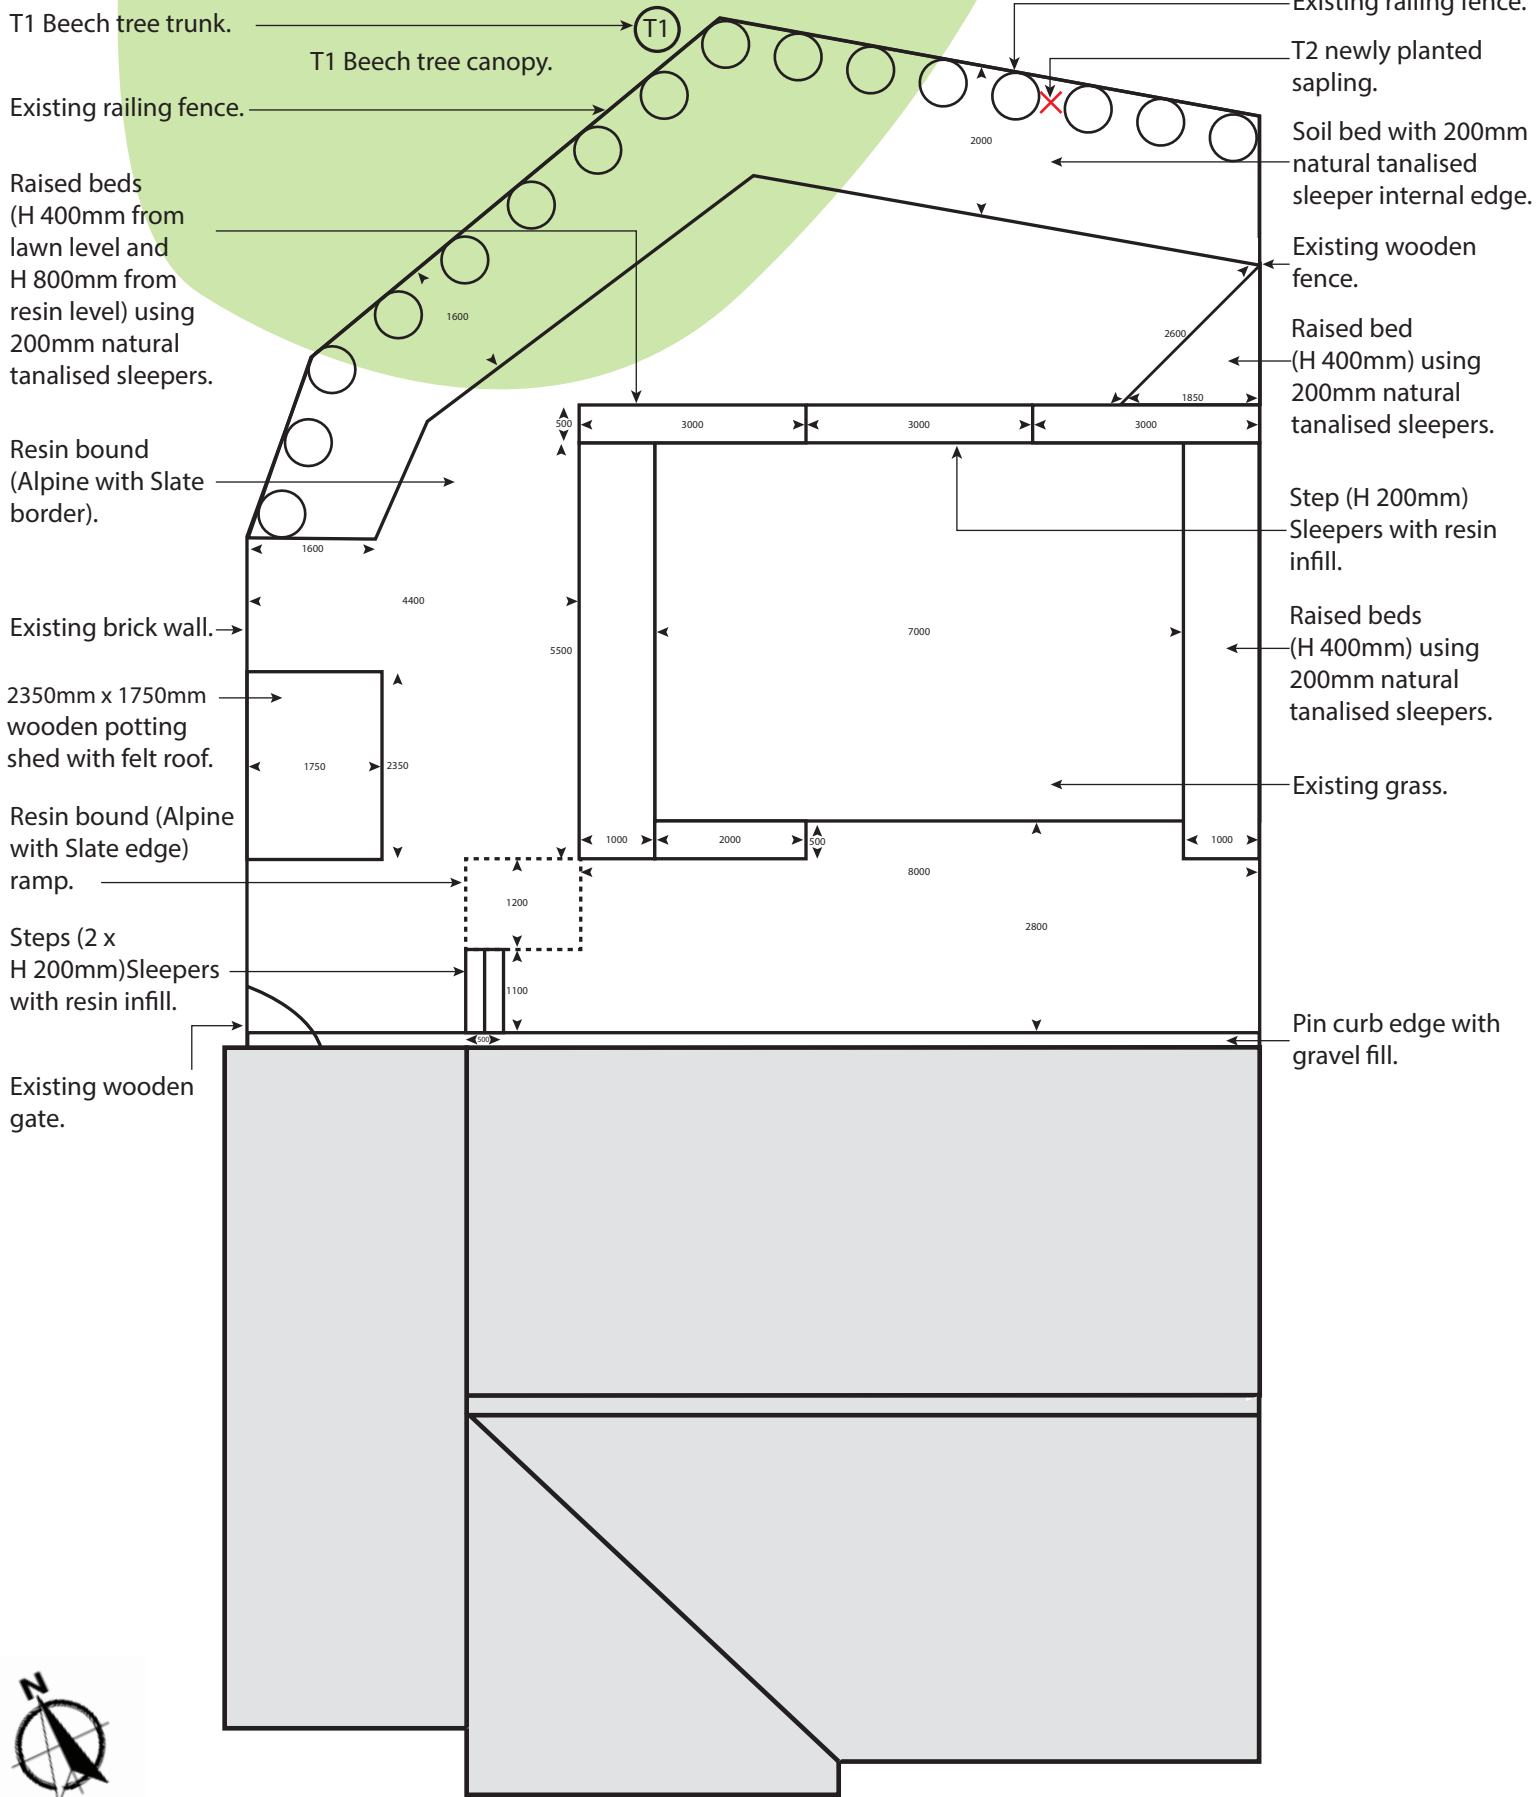 T1 Beech tree trunk.
T1
T1 Beech tree canopy.
Existing railing fence.
Raised beds
(H 400mm from
lawn level and
H 800mm from
resin level) using
200mm natural
tanalised sleepers.
Resin bound
(Alpine with Slate
border).
Existing brick wall.
2350mm x 1750mm
wooden potting
shed with felt roof.
Resin bound (Alpine
with Slate edge)
ramp.
Steps (2 x
H 200mm)Sleepers
with resin infill.
Existing wooden
gate.
Existing railing fence.
T2 newly planted
sapling.
Soil bed with 200mm
natural tanalised
sleeper internal edge.
Existing wooden
fence.
Raised bed
(H 400mm) using
200mm natural
tanalised sleepers.
Step (H 200mm)
Sleepers with resin
infill.
Raised beds
(H 400mm) using
200mm natural
tanalised sleepers.
Existing grass.
Pin curb edge with
gravel fill.
2000
1600
2600
1850
500
3000
3000
3000
1600
4400
7000
5500
1750
2350
1000
2000
500
1000
8000
1200
2800
1100
500
N